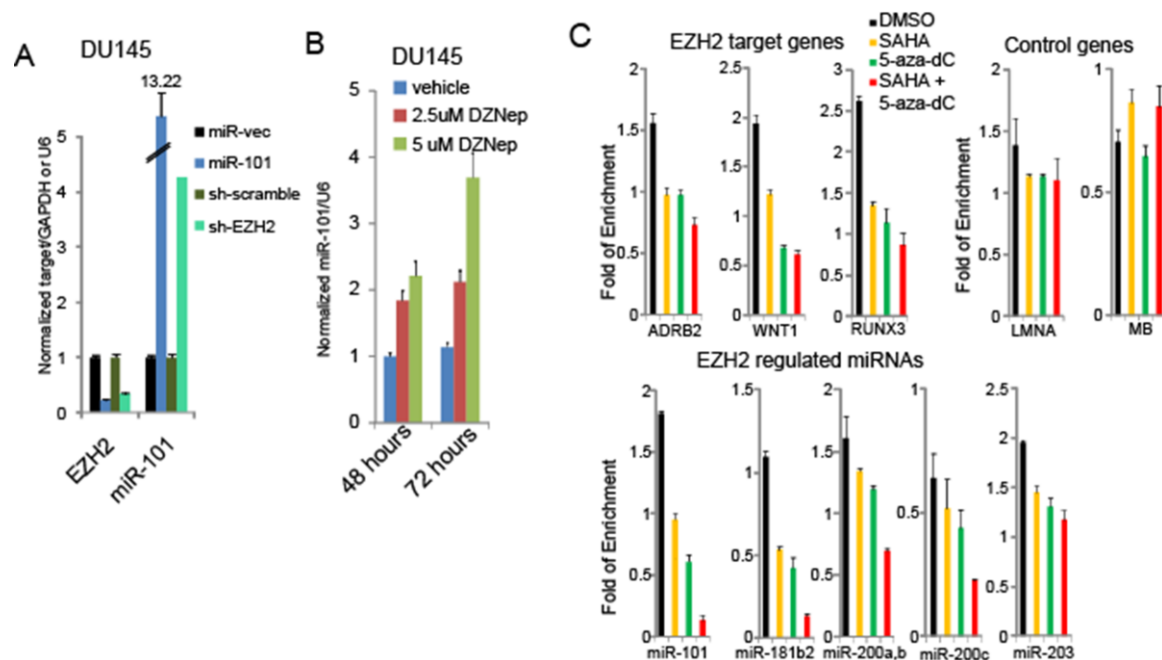 A
DU145
13.22
Normalized target/GAPDH or U6
5
4
2
1
0
miR-vec
miR-101
sh-scramble
sh-EZH2
EZH2
miR-101
B
DU145
vehicle
2.5uM DZNep
5 uM DZNep
Normalized miR-101/U6
5
4
3
2
1
0
48 hours
72 hours
C
DMSO
SAHA
5-aza-dC
SAHA +
5-aza-dC
EZH2 target genes
Control genes
Fold of Enrichment
2
1.5
1
0.5
0
ADRB2
2.5
2
1.5
1
0.5
0
WNT1
3
2.5
2
1.5
1
0.5
0
RUNX3
Fold of Enrichment
2
1.5
1
0.5
0
LMNA
1
0.5
0
MB
EZH2 regulated miRNAs
Fold of Enrichment
2
1.5
1
0.5
0
miR-101
1.5
1
0.5
0
miR-181b2
2
1.5
1
0.5
0
miR-200a,b
1
0.5
0
miR-200c
2.5
2
1.5
1
0.5
0
miR-203